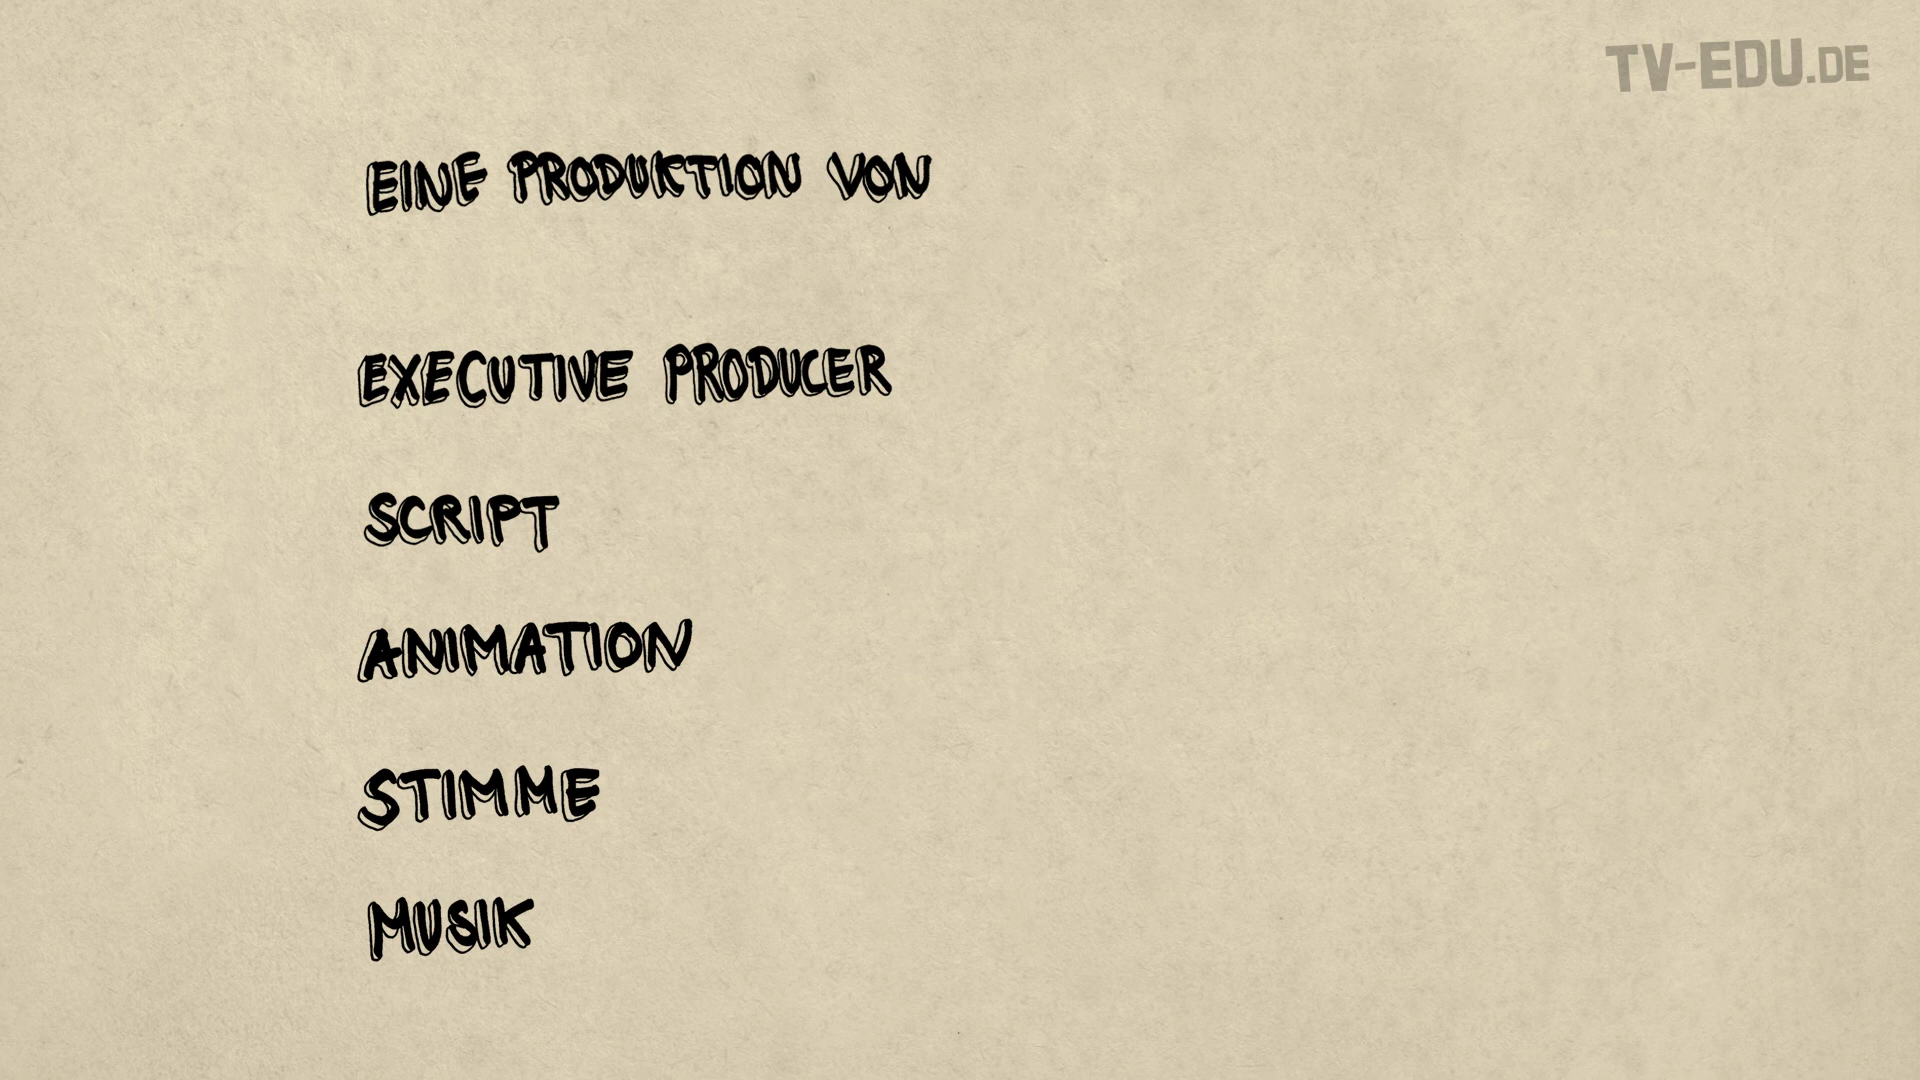 TV-EDU.DE
EINE PRODUKTION VON
EXECUTIVE PRODUCER
SCRIPT
ANIMATION
STIMME
MUSIK